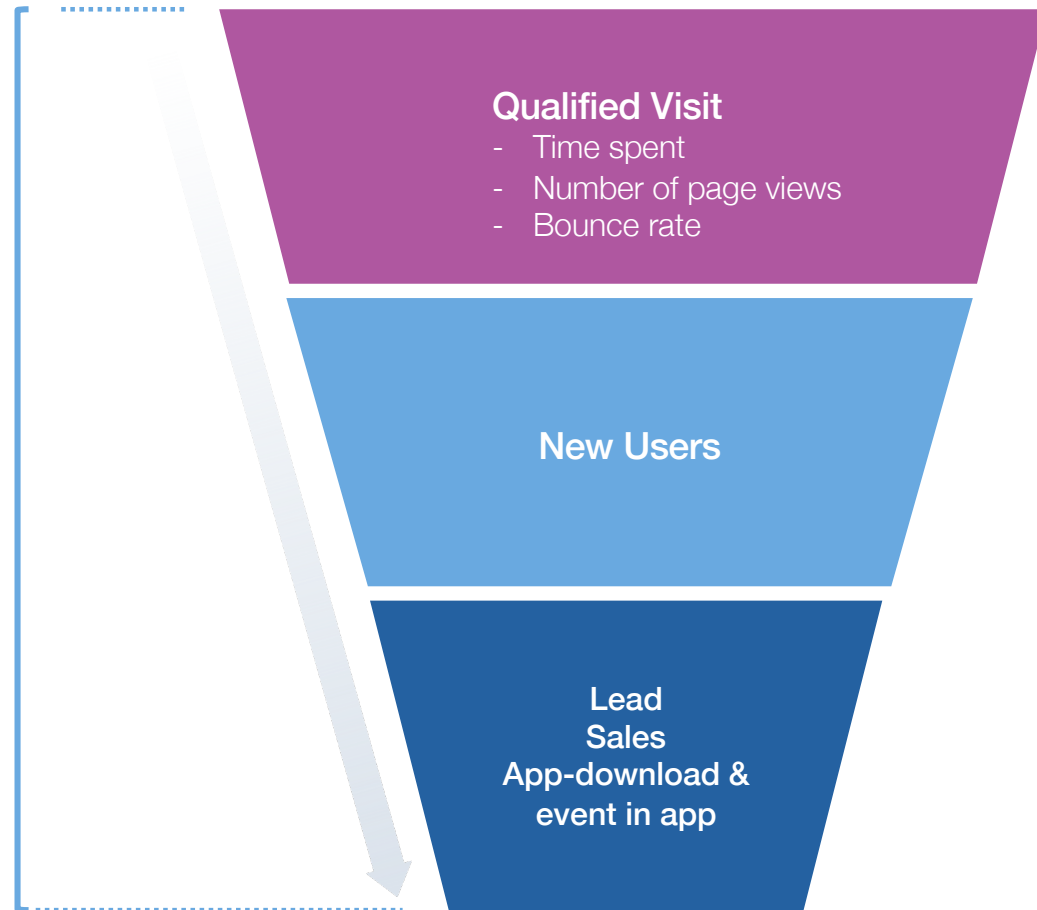 Qualified Visit
- Time spent
- Number of page views
- Bounce rate
New Users
Lead
Sales
App-download &
event in app